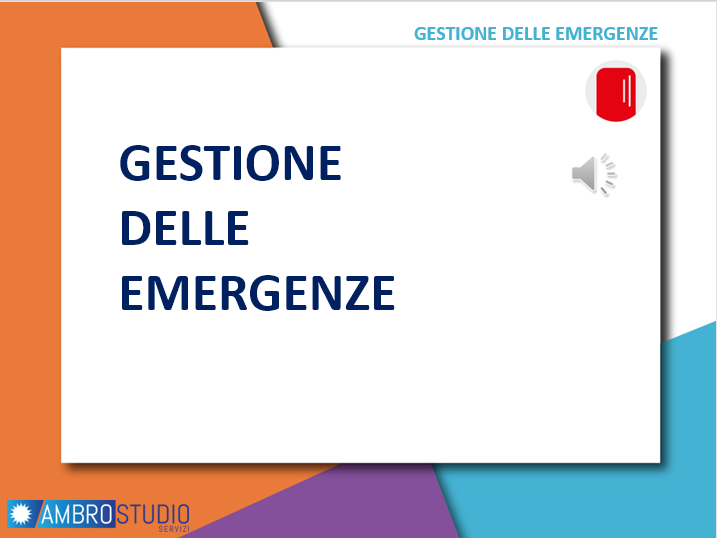 GESTIONE DELLE EMERGENZE
GESTIONE
DELLE
EMERGENZE
AMBROSTUDIO
SERVIZI